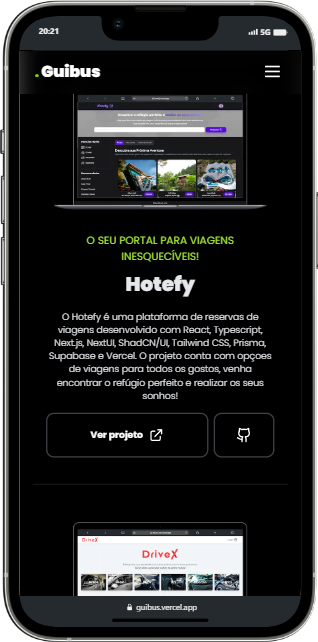 20:21
5G
.Guibus
Hotefy
O SEU PORTAL PARA VIAGENS
INESQUECÍVEIS!
Hotefy
O Hotefy é uma plataforma de reservas de
viagens desenvolvido com React, Typescript,
Next.js, NextUI, ShadCN/UI, Tailwind CSS, Prisma,
Supabase e Vercel. O projeto conta com opçoes
de viagens para todos os gostos, venha
encontrar o refúgio perfeito e realizar os seus
sonhos!
Ver projeto
DriveX
DriveX
guibus.vercel.app